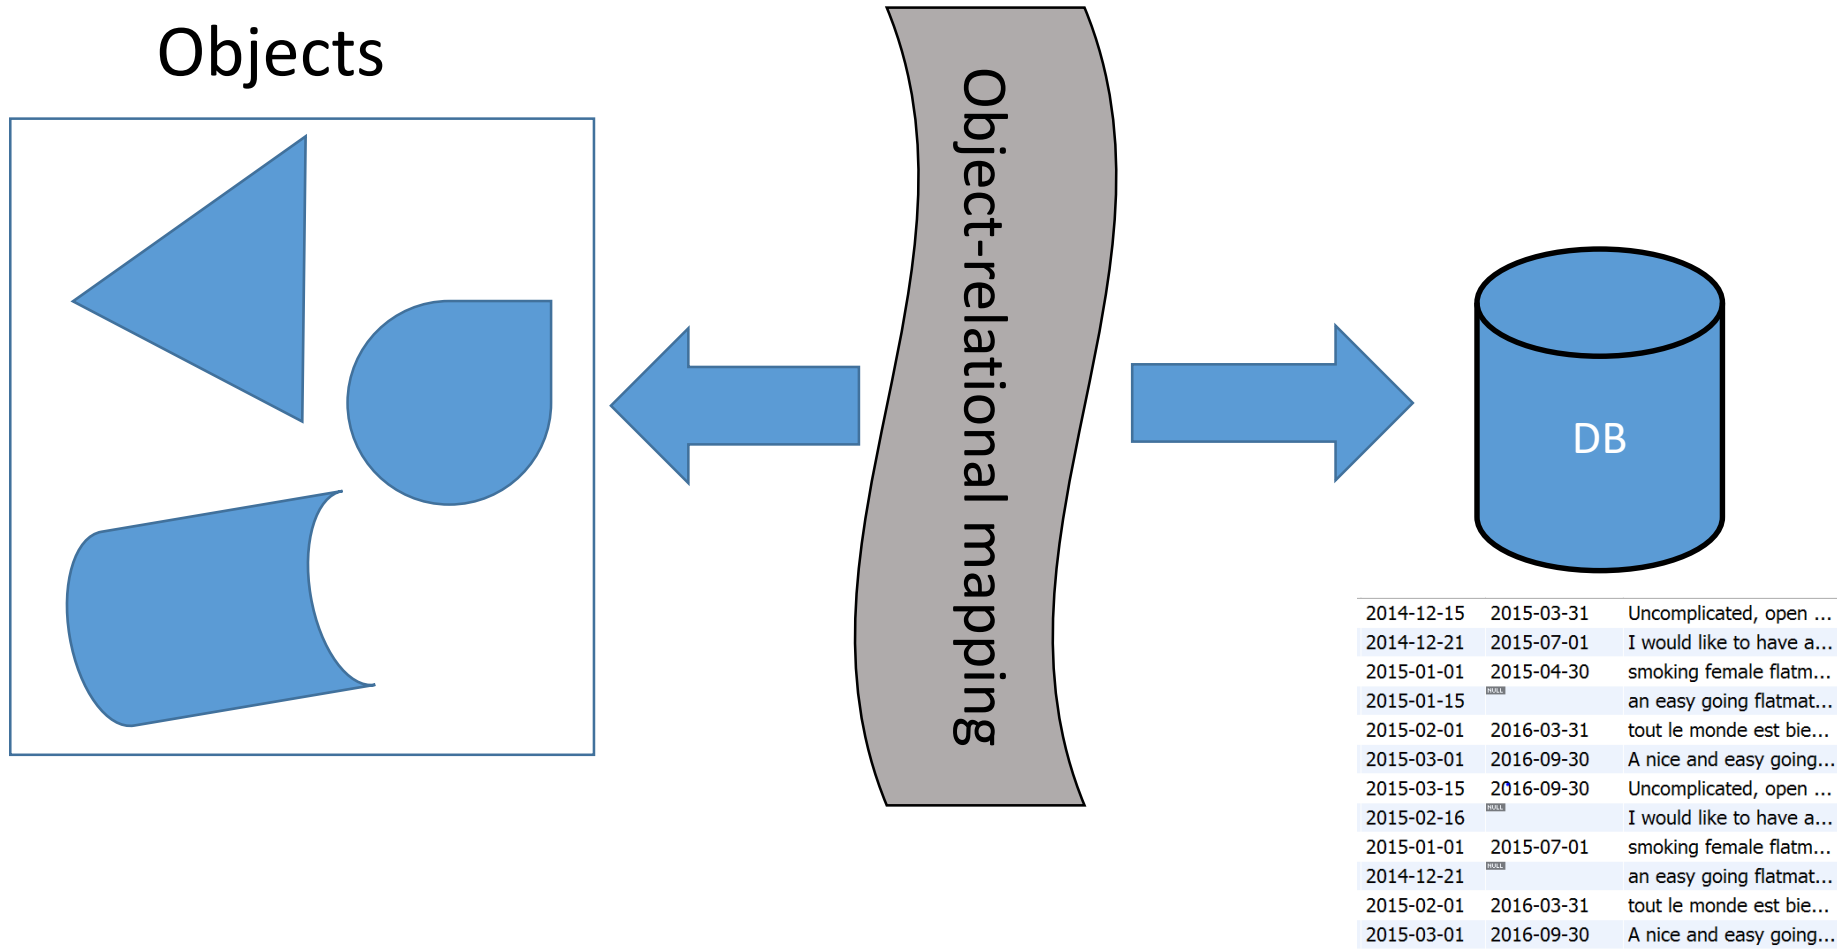 Objects
Object-relational mapping
DB
2014-12-15 2015-03-31 Uncomplicated, open ...
2014-12-21 2015-07-01 I would like to have a...
2015-01-01 2015-04-30 smoking female flatm...
2015-01-15 NULL an easy going flatmat...
2015-02-01 2016-03-31 tout le monde est bie...
2015-03-01 2016-09-30 A nice and easy going...
2015-03-15 2016-09-30 Uncomplicated, open ...
2015-02-16 NULL I would like to have a...
2015-01-01 2015-07-01 smoking female flatm...
2014-12-21 NULL an easy going flatmat...
2015-02-01 2016-03-31 tout le monde est bie...
2015-03-01 2016-09-30 A nice and easy going...